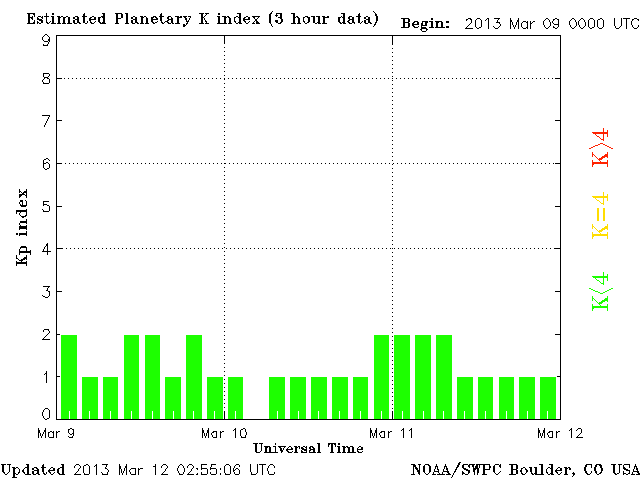 Estimated Planetary K index (3 hour data) Begin: 2013 Mar 09 0000 UTC
9
8
7
6
5
4
3
2
1
0
Kp index
K>4
K=4
K<4
Mar 9 Mar 10 Mar 11 Mar 12
Universal Time
Updated 2013 Mar 12 02:55:06 UTC NOAA/SWPC Boulder, CO USA